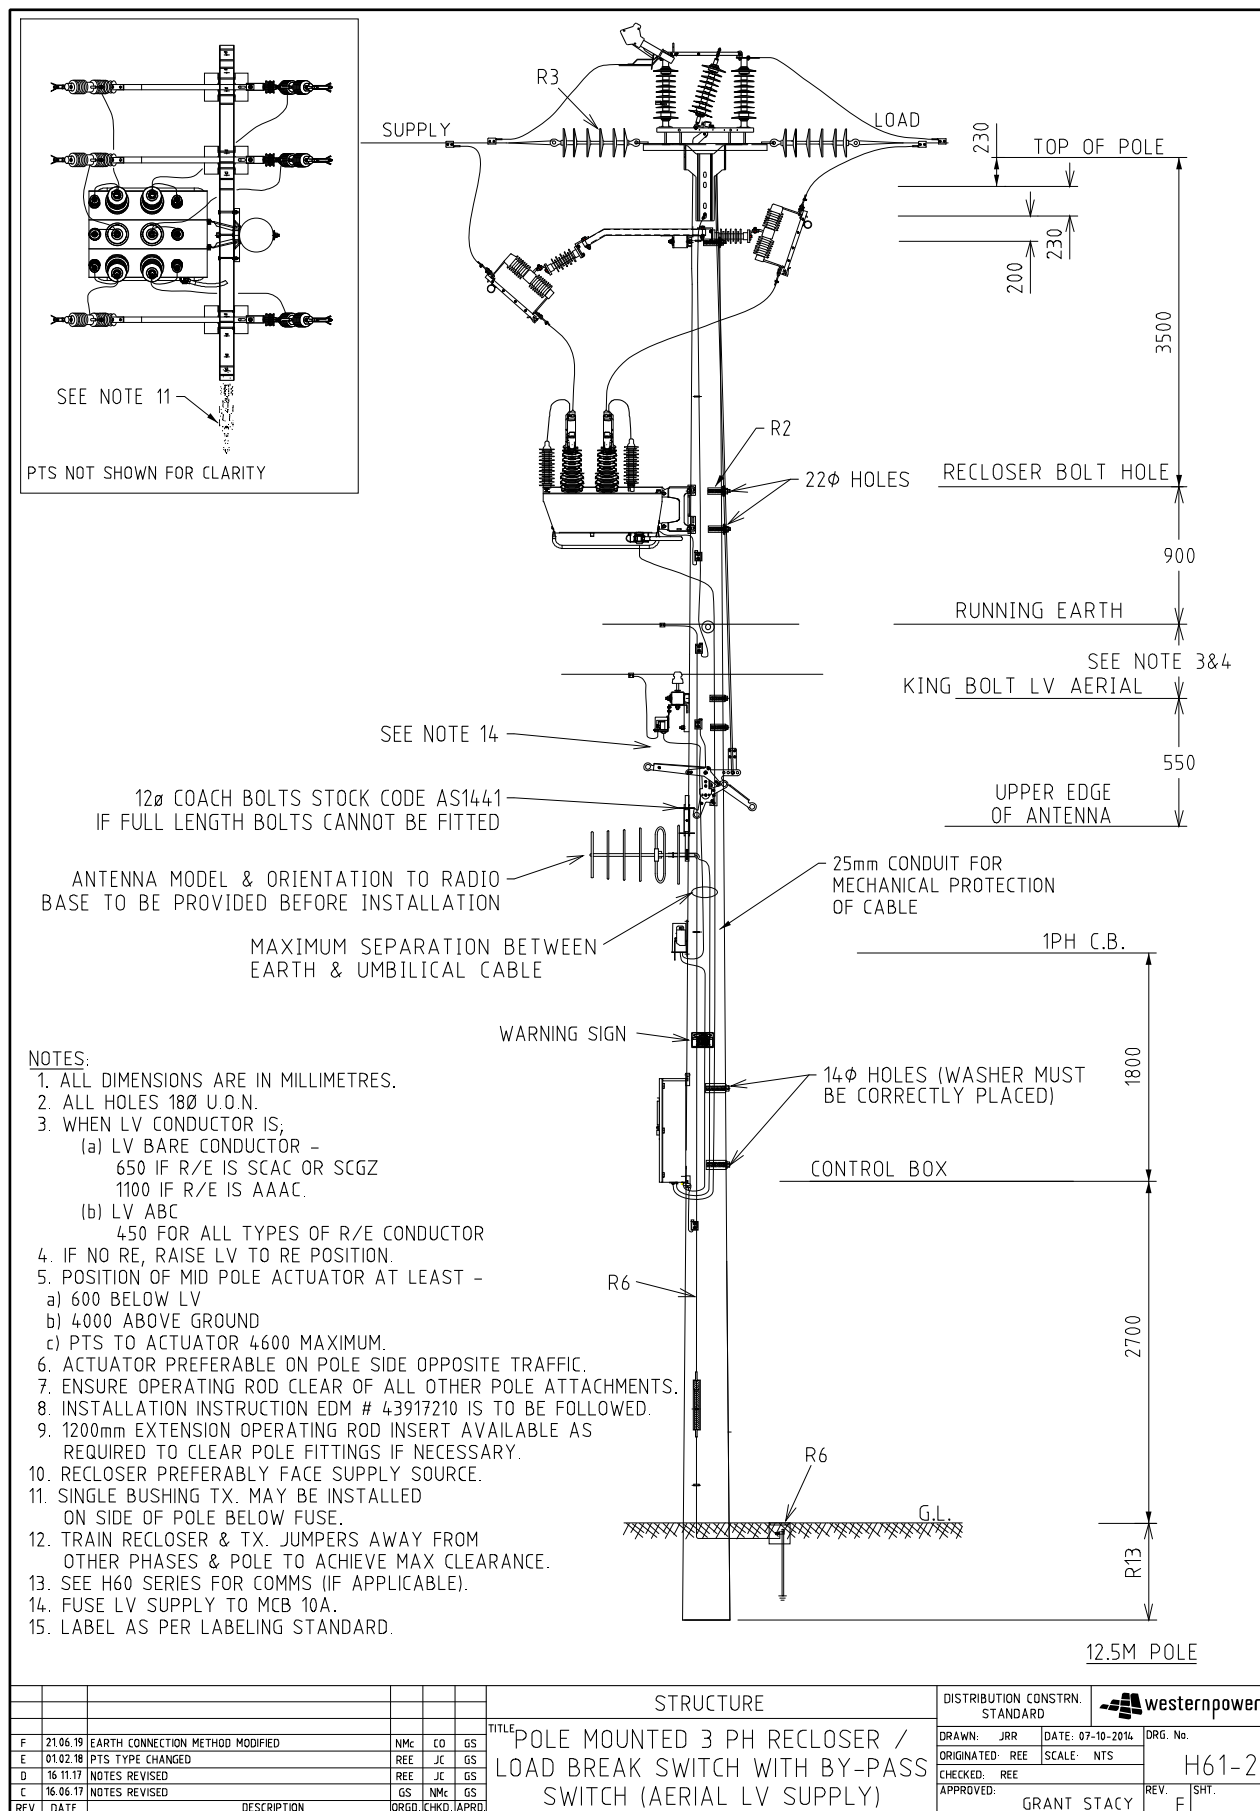 SEE NOTE 11
PTS NOT SHOWN FOR CLARITY
R3
SUPPLY
LOAD
230
TOP OF POLE
230
200
3500
R2
22ϕ HOLES
RECLOSER BOLT HOLE
900
RUNNING EARTH
SEE NOTE 3&4
KING BOLT LV AERIAL
SEE NOTE 14
550
12ø COACH BOLTS STOCK CODE AS1441
IF FULL LENGTH BOLTS CANNOT BE FITTED
UPPER EDGE
OF ANTENNA
ANTENNA MODEL & ORIENTATION TO RADIO
BASE TO BE PROVIDED BEFORE INSTALLATION
25mm CONDUIT FOR
MECHANICAL PROTECTION
OF CABLE
MAXIMUM SEPARATION BETWEEN
EARTH & UMBILICAL CABLE
1PH C.B.
WARNING SIGN
1800
14ϕ HOLES (WASHER MUST
BE CORRECTLY PLACED)
CONTROL BOX
R6
2700
R6
G.L.
R13
12.5M POLE
NOTES:
1. ALL DIMENSIONS ARE IN MILLIMETRES.
2. ALL HOLES 18Ø U.O.N.
3. WHEN LV CONDUCTOR IS;
(a) LV BARE CONDUCTOR –
650 IF R/E IS SCAC OR SCGZ
1100 IF R/E IS AAAC.
(b) LV ABC
450 FOR ALL TYPES OF R/E CONDUCTOR
4. IF NO RE, RAISE LV TO RE POSITION.
5. POSITION OF MID POLE ACTUATOR AT LEAST –
a) 600 BELOW LV
b) 4000 ABOVE GROUND
c) PTS TO ACTUATOR 4600 MAXIMUM.
6. ACTUATOR PREFERABLE ON POLE SIDE OPPOSITE TRAFFIC.
7. ENSURE OPERATING ROD CLEAR OF ALL OTHER POLE ATTACHMENTS.
8. INSTALLATION INSTRUCTION EDM # 43917210 IS TO BE FOLLOWED.
9. 1200mm EXTENSION OPERATING ROD INSERT AVAILABLE AS
REQUIRED TO CLEAR POLE FITTINGS IF NECESSARY.
10. RECLOSER PREFERABLY FACE SUPPLY SOURCE.
11. SINGLE BUSHING TX. MAY BE INSTALLED
ON SIDE OF POLE BELOW FUSE.
12. TRAIN RECLOSER & TX. JUMPERS AWAY FROM
OTHER PHASES & POLE TO ACHIEVE MAX CLEARANCE.
13. SEE H60 SERIES FOR COMMS (IF APPLICABLE).
14. FUSE LV SUPPLY TO MCB 10A.
15. LABEL AS PER LABELING STANDARD.
F 21.06.19 EARTH CONNECTION METHOD MODIFIED NMc CO GS
E 01.02.18 PTS TYPE CHANGED REE JC GS
D 16 11.17 NOTES REVISED REE JC GS
C 16.06.17 NOTES REVISED GS NMc GS
REV. DATE DESCRIPTION ORGD. CHKD. APRD.
STRUCTURE
TITLE POLE MOUNTED 3 PH RECLOSER /
LOAD BREAK SWITCH WITH BY-PASS
SWITCH (AERIAL LV SUPPLY)
DISTRIBUTION CONSTRN.
STANDARD
westernpower
DRAWN: JRR DATE: 07-10-2014 DRG. No.
ORIGINATED: REE SCALE: NTS
H61-2
CHECKED: REE
APPROVED: GRANT STACY
REV. F SHT.